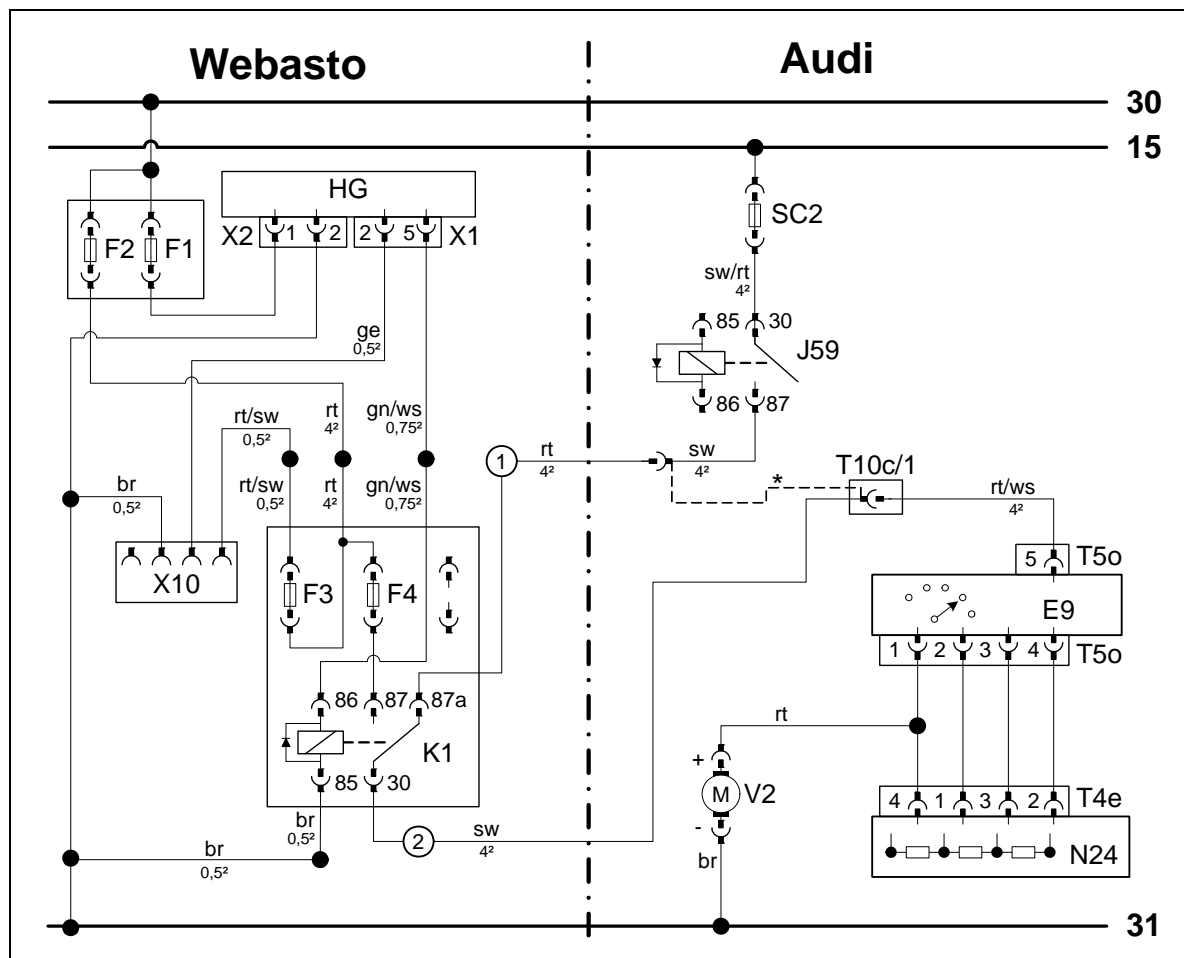 Webasto
Audi
30
15
HG
F2
F1
X2
1
2
2
5
X1
SC2
sw/rt
4²
85
30
J59
86
87
ge
0,5²
rt/sw
0,5²
rt
4²
gn/ws
0,75²
1
rt
4²
sw
4²
*
T10c/1
rt/ws
4²
br
0,5²
rt/sw
0,5²
rt
4²
gn/ws
0,75²
X10
F3
F4
5
T5o
E9
1
2
3
4
T5o
86
87
87a
K1
85
30
rt
+
M
V2
-
br
4
1
3
2
T4e
N24
br
0,5²
br
0,5²
2
sw
4²
31